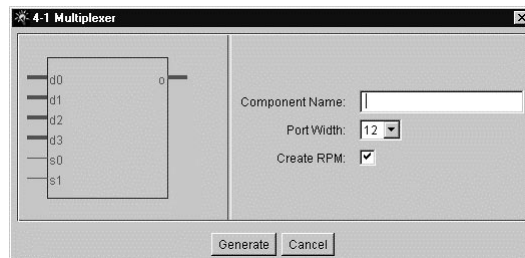 4-1 Multiplexer
d0 o
d1
d2
d3
s0
s1
Component Name:
Port Width: 12
Create RPM:
Generate Cancel